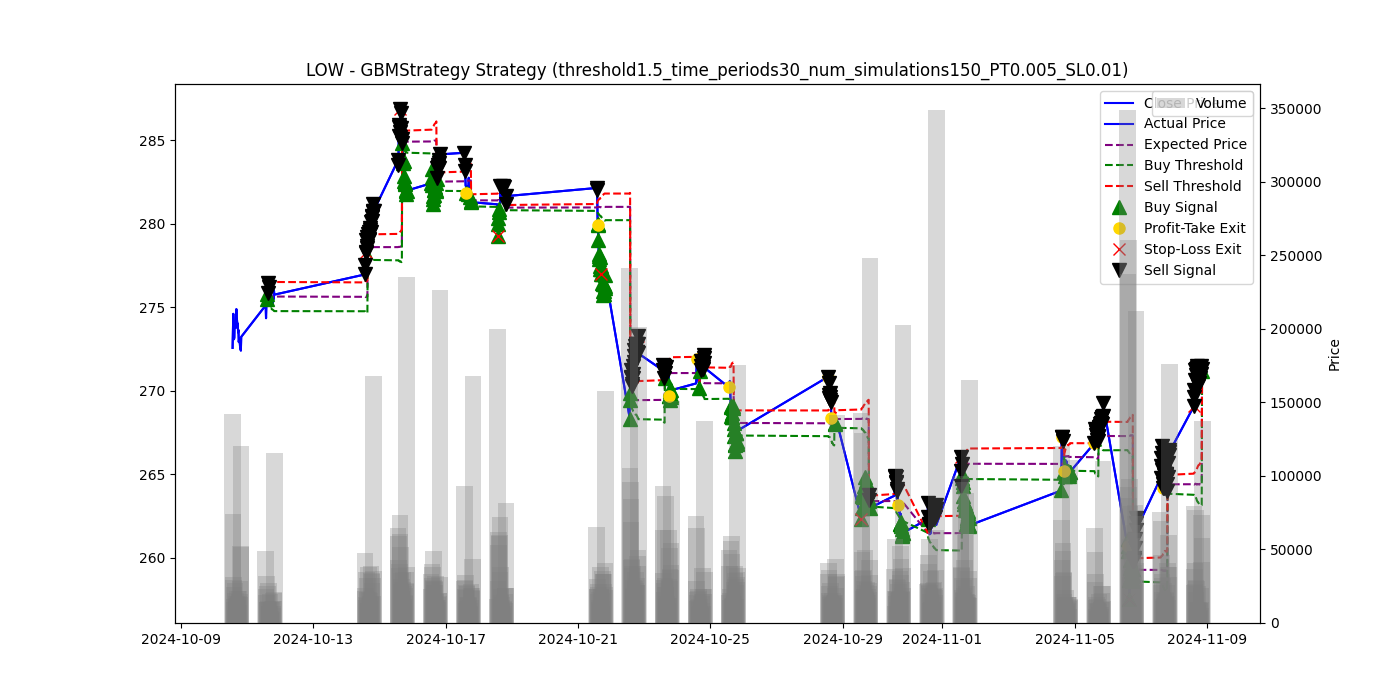 LOW - GBMStrategy Strategy (threshold1.5_time_periods30_num_simulations150_PT0.005_SL0.01)
285
280
275
270
265
260
350000
300000
250000
200000
150000
100000
50000
0
Price
Volume
Actual Price
Expected Price
Buy Threshold
Sell Threshold
Buy Signal
Profit-Take Exit
Stop-Loss Exit
Sell Signal
2024-10-09 2024-10-13 2024-10-17 2024-10-21 2024-10-25 2024-10-29 2024-11-01 2024-11-05 2024-11-09